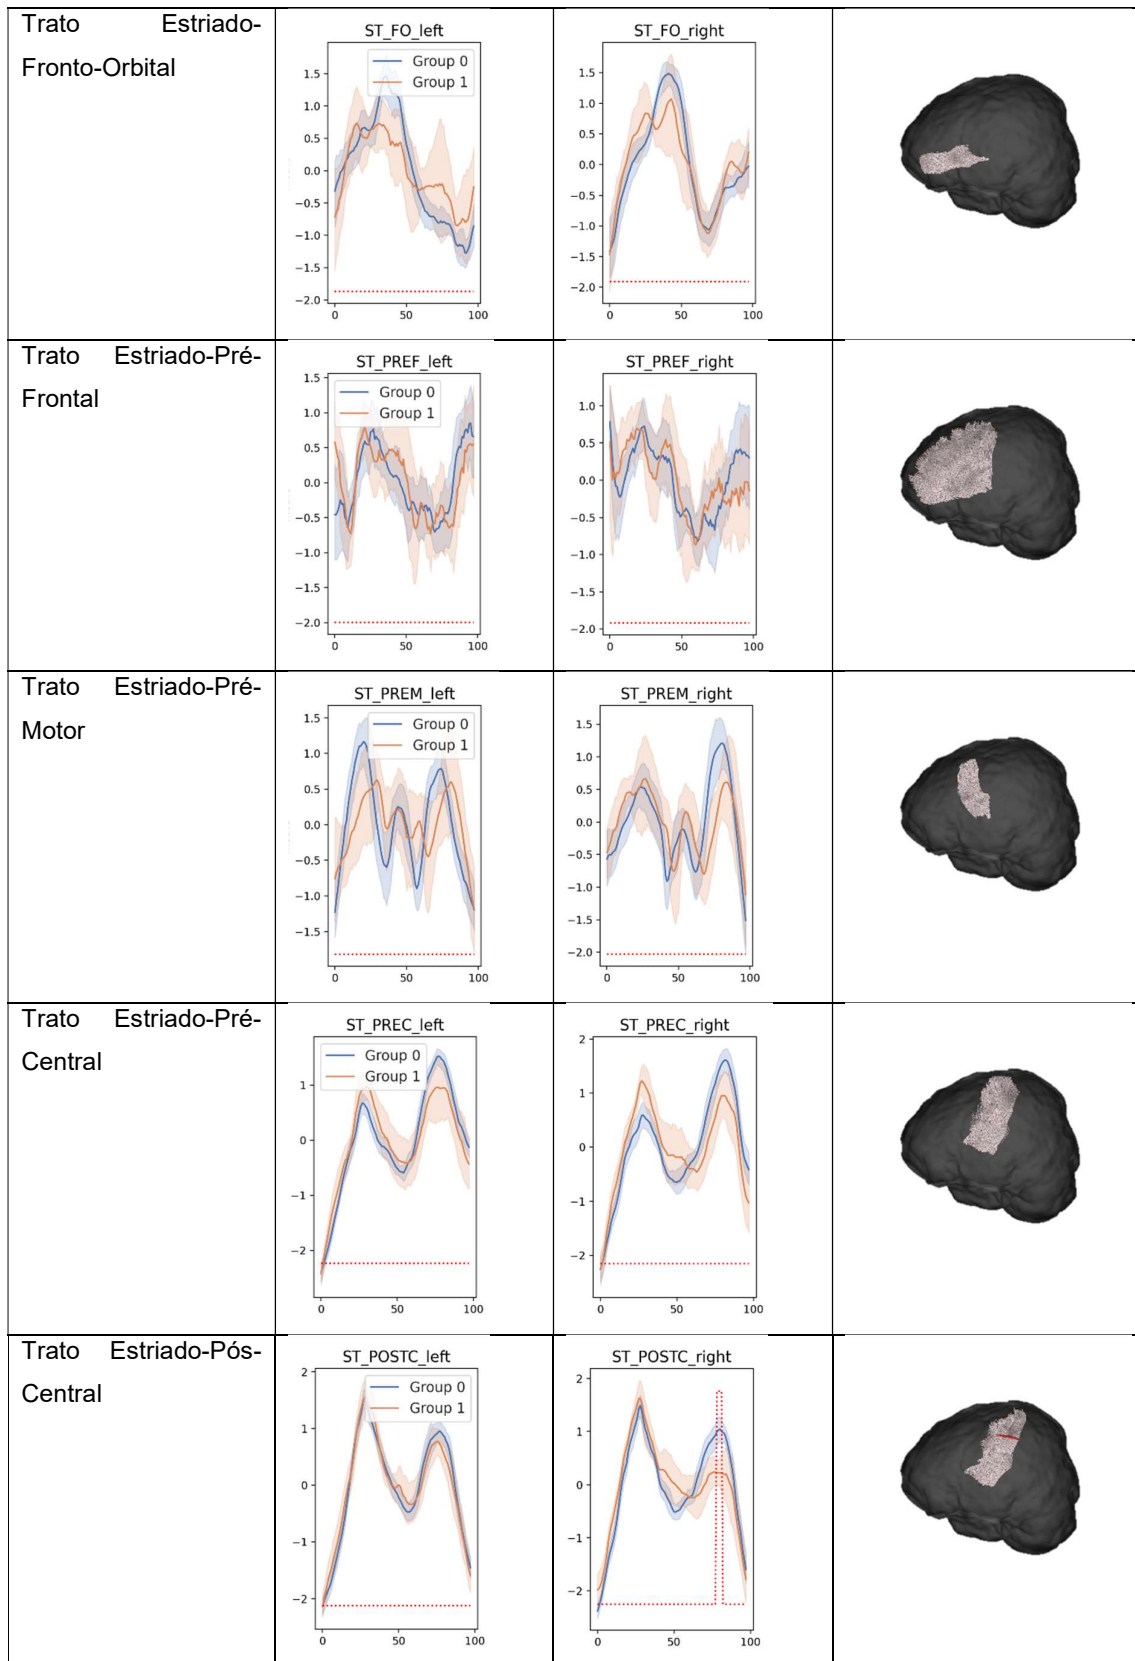 Trato Estriado-
Fronto-Orbital
ST_FO_left
Group 0
Group 1
1.5
1.0
0.5
0.0
−0.5
−1.0
−1.5
−2.0
0 50 100
ST_FO_right
1.5
1.0
0.5
0.0
−0.5
−1.0
−1.5
−2.0
0 50 100
Trato Estriado-Pré-
Frontal
ST_PREF_left
Group 0
Group 1
1.5
1.0
0.5
0.0
−0.5
−1.0
−1.5
−2.0
0 50 100
ST_PREF_right
1.0
0.5
0.0
−0.5
−1.0
−1.5
−2.0
0 50 100
Trato Estriado-Pré-
Motor
ST_PREM_left
Group 0
Group 1
1.5
1.0
0.5
0.0
−0.5
−1.0
−1.5
0 50 100
ST_PREM_right
1.5
1.0
0.5
0.0
−0.5
−1.0
−1.5
−2.0
0 50 100
Trato Estriado-Pré-
Central
ST_PREC_left
Group 0
Group 1
1
0
−1
−2
0 50 100
ST_PREC_right
2
1
0
−1
−2
0 50 100
Trato Estriado-Pós-
Central
ST_POSTC_left
Group 0
Group 1
2
1
0
−1
−2
0 50 100
ST_POSTC_right
2
1
0
−1
−2
0 50 100